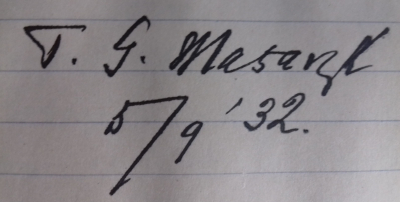 T. G. Masaryk
5/9 '32.